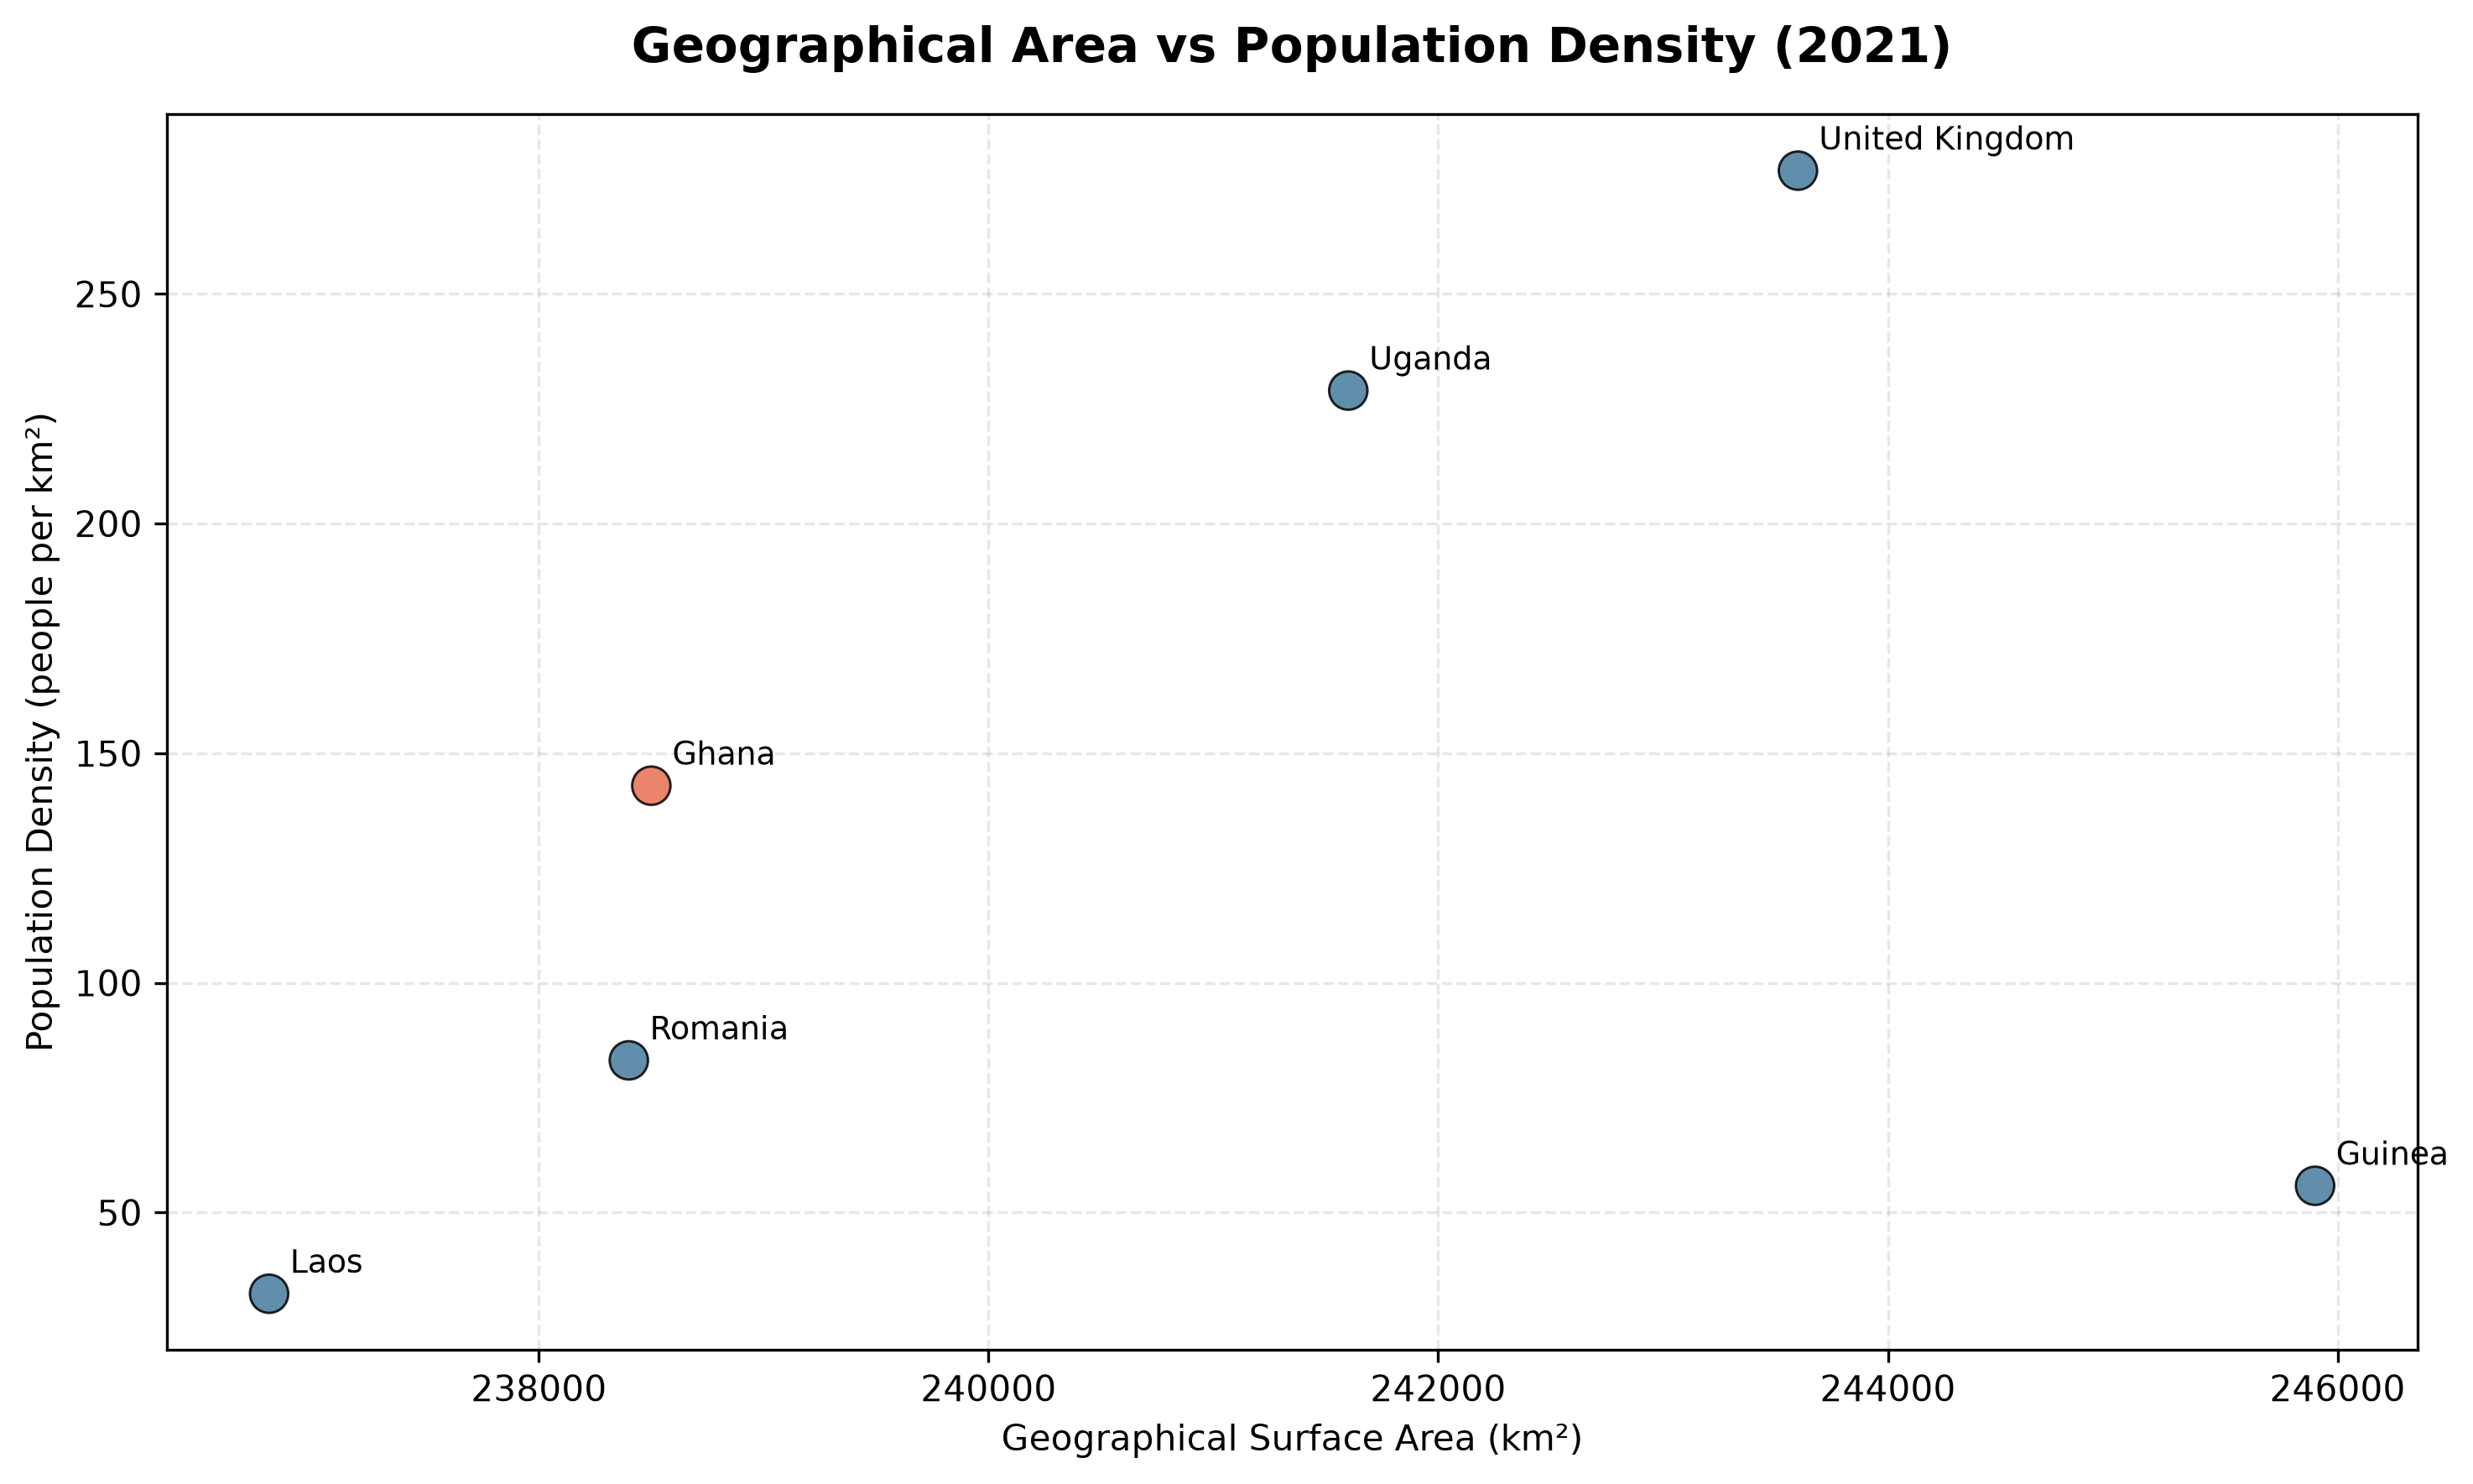 Geographical Area vs Population Density (2021)
United Kingdom
250
Uganda
200
Population Density (people per km²)
150
Ghana
100
Romania
Guinea
50
Laos
238000 240000 242000 244000 246000
Geographical Surface Area (km²)